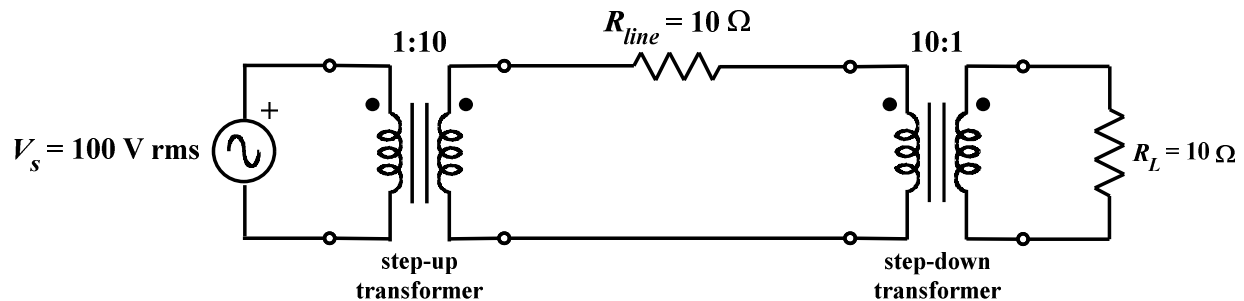 R_line = 10 Ω
1:10
10:1
+
V_s = 100 V rms
R_L = 10 Ω
step-up
transformer
step-down
transformer